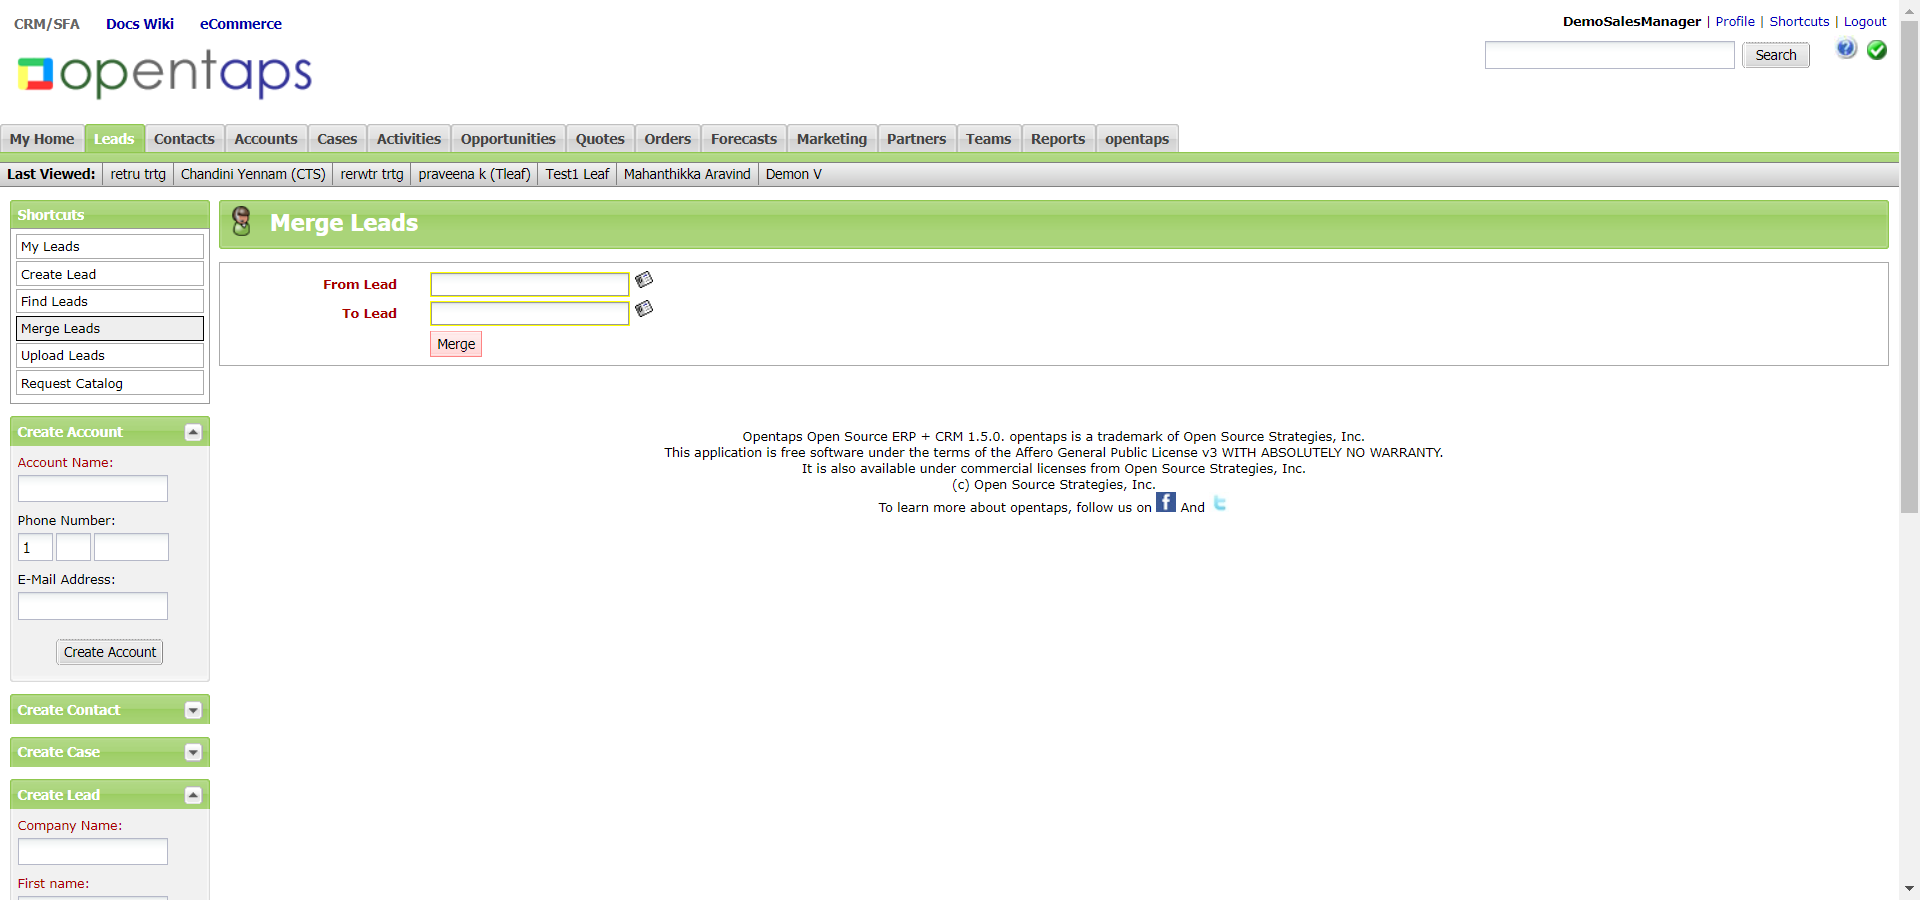 CRM/SFA Docs Wiki eCommerce
DemoSalesManager | Profile | Shortcuts | Logout
opentaps
Search
?
My Home Leads Contacts Accounts Cases Activities Opportunities Quotes Orders Forecasts Marketing Partners Teams Reports opentaps
Last Viewed: retru trtg Chandini Yennam (CTS) rerwtr trtg praveena k (Tleaf) Test1 Leaf Mahanthikka Aravind Demon V
Shortcuts
My Leads
Create Lead
Find Leads
Merge Leads
Upload Leads
Request Catalog
Create Account
Account Name:
Phone Number:
1
E-Mail Address:
Create Account
Create Contact
Create Case
Create Lead
Company Name:
First name:
Merge Leads
From Lead
To Lead
Merge
Opentaps Open Source ERP + CRM 1.5.0. opentaps is a trademark of Open Source Strategies, Inc.
This application is free software under the terms of the Affero General Public License v3 WITH ABSOLUTELY NO WARRANTY.
It is also available under commercial licenses from Open Source Strategies, Inc.
(c) Open Source Strategies, Inc.
To learn more about opentaps, follow us on f And t